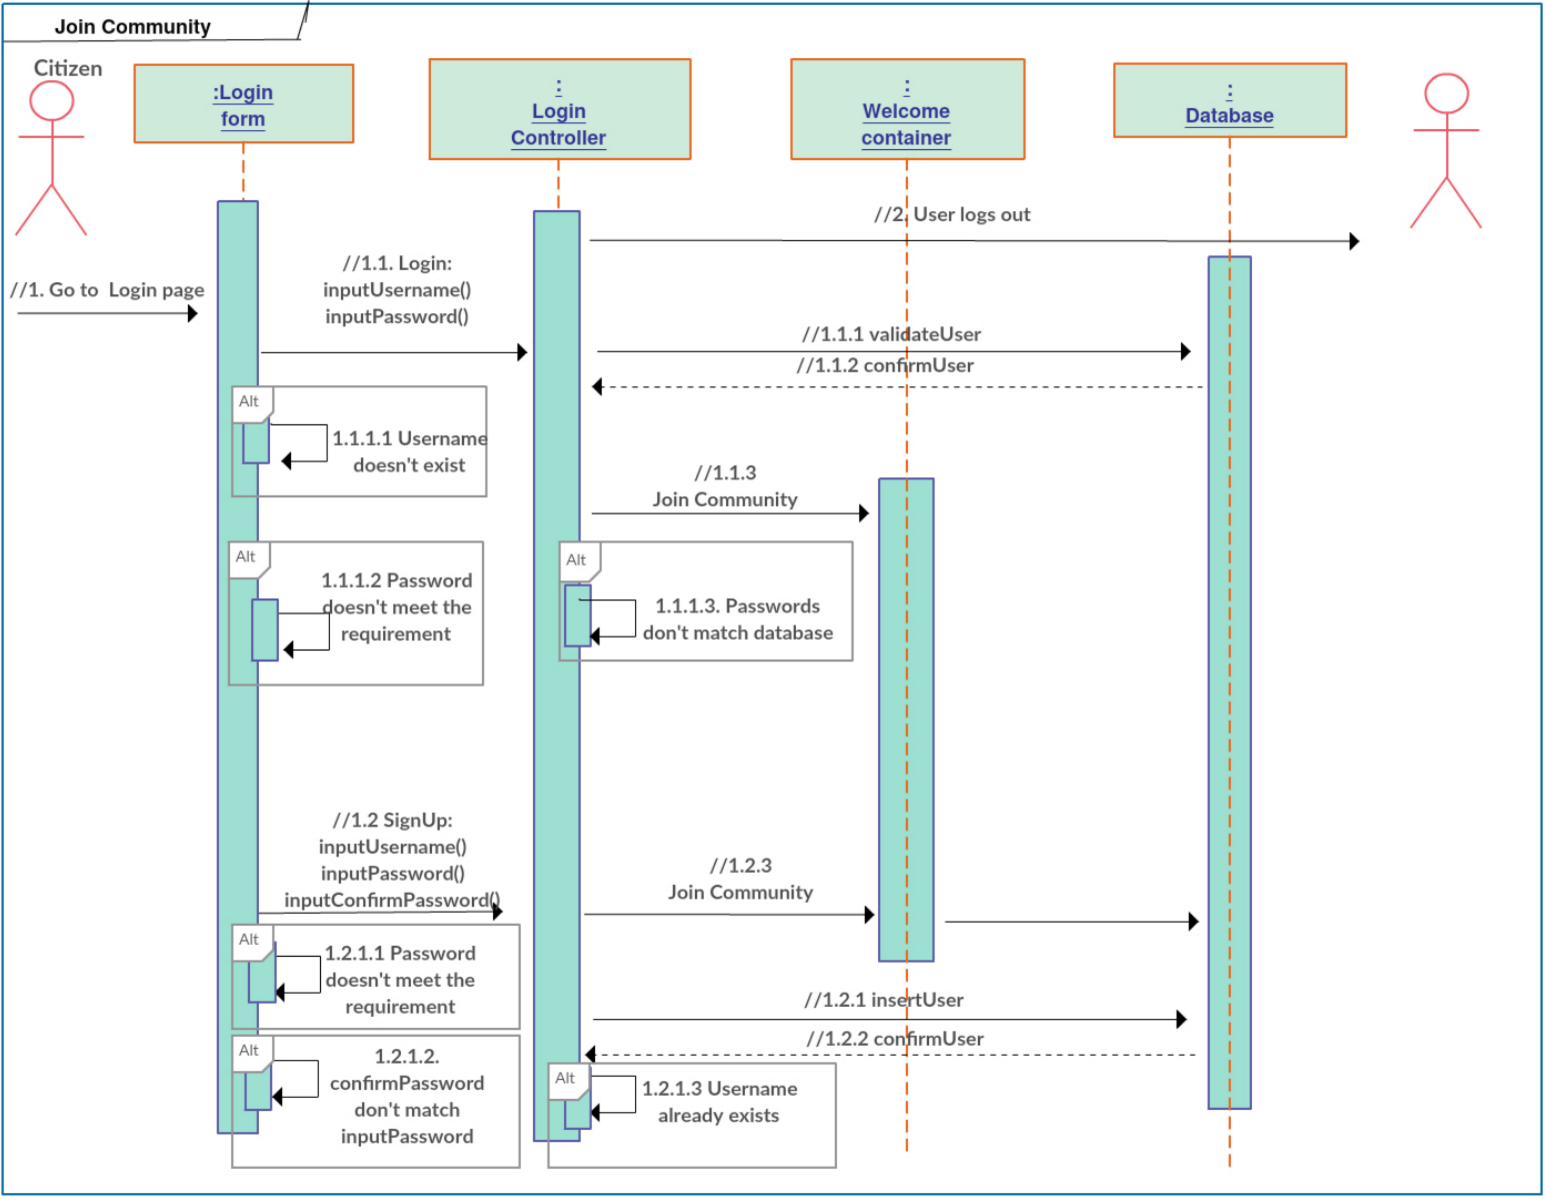 Join Community
Citizen
:Login
form
:
Login
Controller
:
Welcome
container
:
Database
//2. User logs out
//1. Go to  Login page
//1.1. Login:
inputUsername()
inputPassword()
//1.1.1 validateUser
//1.1.2 confirmUser
Alt
1.1.1.1 Username
doesn't exist
//1.1.3
Join Community
Alt
1.1.1.2 Password
doesn't meet the
requirement
Alt
1.1.1.3. Passwords
don't match database
//1.2 SignUp:
inputUsername()
inputPassword()
inputConfirmPassword()
//1.2.3
Join Community
Alt
1.2.1.1 Password
doesn't meet the
requirement
//1.2.1 insertUser
//1.2.2 confirmUser
Alt
1.2.1.2.
confirmPassword
don't match
inputPassword
Alt
1.2.1.3 Username
already exists